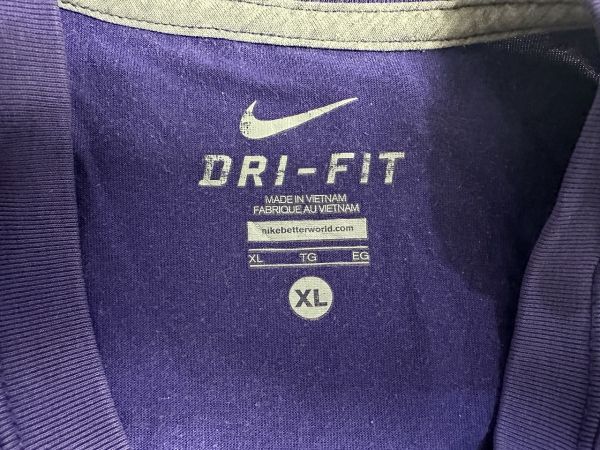 DRI-FIT
MADE IN VIETNAM
FABRIQUE AU VIETNAM
nikebetterworld.com
XL TG EG
XL